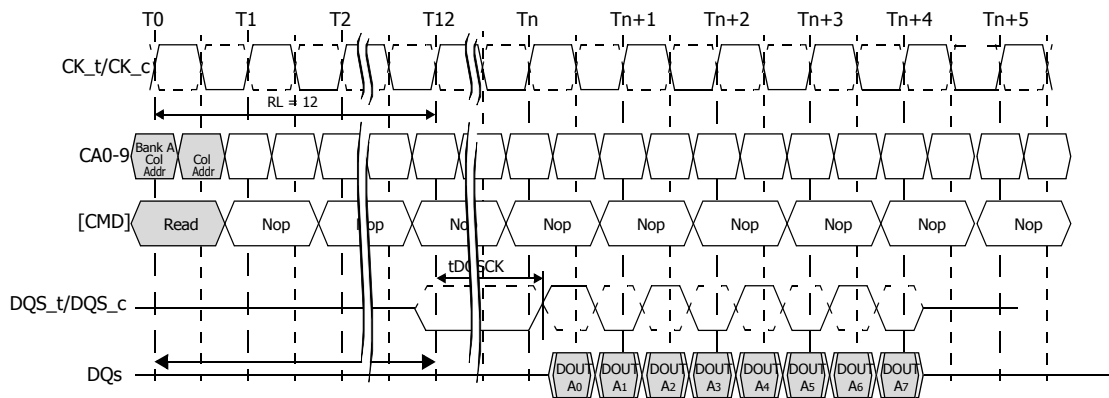 T0 T1 T2 T12 Tn Tn+1 Tn+2 Tn+3 Tn+4 Tn+5
CK_t/CK_c
RL = 12
CA0-9
Bank A
Col
Addr
Col
Addr
[CMD] Read Nop Nop Nop Nop Nop Nop Nop Nop Nop
tDQSCK
DQS_t/DQS_c
DQs
DOUT DOUT DOUT DOUT DOUT DOUT DOUT DOUT
A0 A1 A2 A3 A4 A5 A6 A7